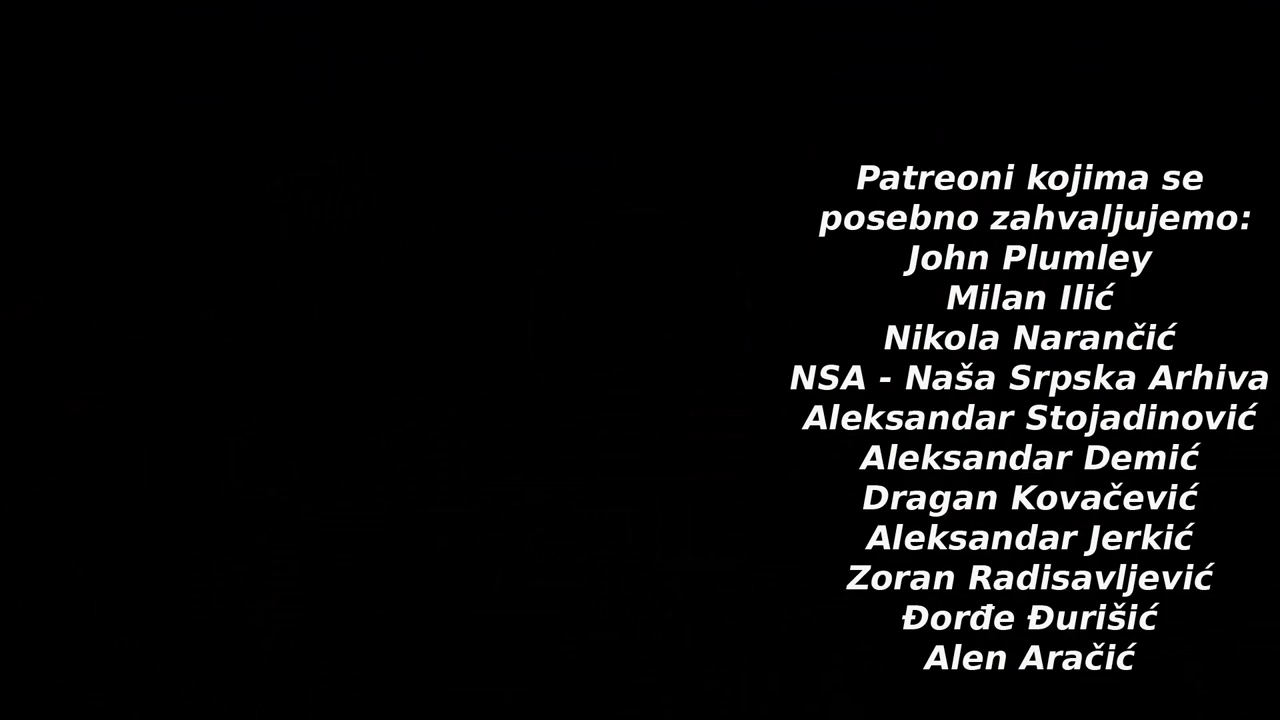 Patreoni kojima se
posebno zahvaljujemo:
John Plumley
Milan Ilić
Nikola Narančić
NSA - Naša Srpska Arhiva
Aleksandar Stojadinović
Aleksandar Demić
Dragan Kovačević
Aleksandar Jerkić
Zoran Radisavljević
Đorđe Đurišić
Alen Aračić